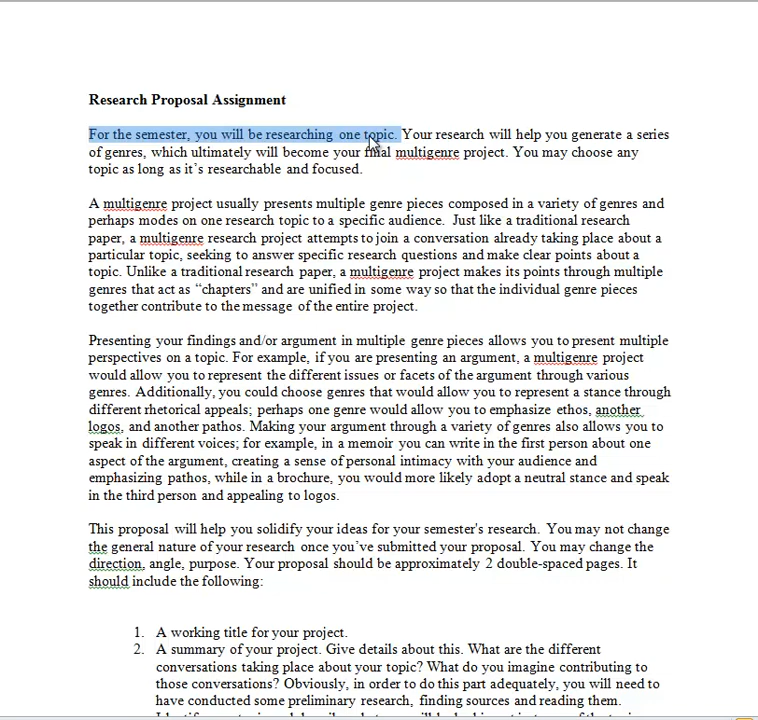 Research Proposal Assignment
For the semester, you will be researching one topic. Your research will help you generate a series
of genres, which ultimately will become your final multigenre project. You may choose any
topic as long as it's researchable and focused.
A multigenre project usually presents multiple genre pieces composed in a variety of genres and
perhaps modes on one research topic to a specific audience.  Just like a traditional research
paper, a multigenre research project attempts to join a conversation already taking place about a
particular topic, seeking to answer specific research questions and make clear points about a
topic. Unlike a traditional research paper, a multigenre project makes its points through multiple
genres that act as “chapters” and are unified in some way so that the individual genre pieces
together contribute to the message of the entire project.
Presenting your findings and/or argument in multiple genre pieces allows you to present multiple
perspectives on a topic. For example, if you are presenting an argument, a multigenre project
would allow you to represent the different issues or facets of the argument through various
genres. Additionally, you could choose genres that would allow you to represent a stance through
different rhetorical appeals; perhaps one genre would allow you to emphasize ethos, another
logos, and another pathos. Making your argument through a variety of genres also allows you to
speak in different voices; for example, in a memoir you can write in the first person about one
aspect of the argument, creating a sense of personal intimacy with your audience and
emphasizing pathos, while in a brochure, you would more likely adopt a neutral stance and speak
in the third person and appealing to logos.
This proposal will help you solidify your ideas for your semester's research.  You may not change
the general nature of your research once you've submitted your proposal. You may change the
direction, angle, purpose. Your proposal should be approximately 2 double-spaced pages. It
should include the following:
1. A working title for your project.
2. A summary of your project. Give details about this. What are the different
conversations taking place about your topic? What do you imagine contributing to
those conversations? Obviously, in order to do this part adequately, you will need to
have conducted some preliminary research, finding sources and reading them.